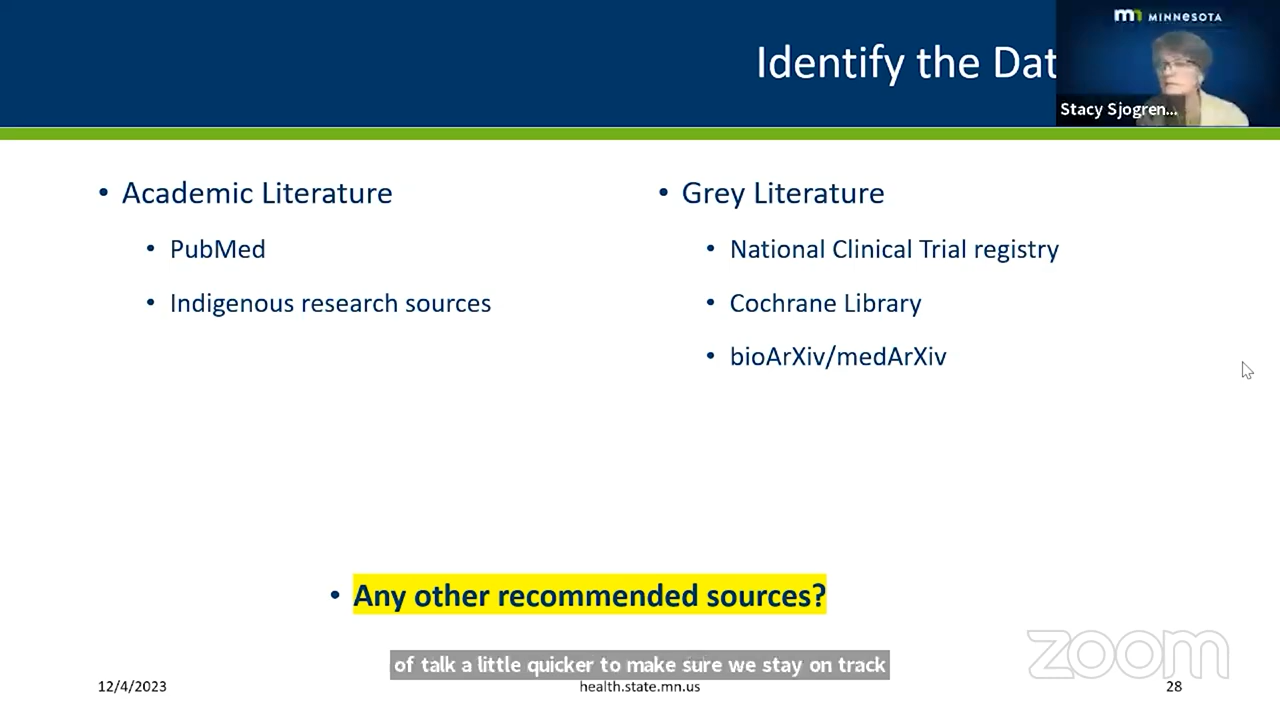 Identify the Dat
MINNESOTA
Stacy Sjogren...
• Academic Literature
• PubMed
• Indigenous research sources
• Grey Literature
• National Clinical Trial registry
• Cochrane Library
• bioArXiv/medArXiv
• Any other recommended sources?
of talk a little quicker to make sure we stay on track
zoom
12/4/2023
health.state.mn.us
28